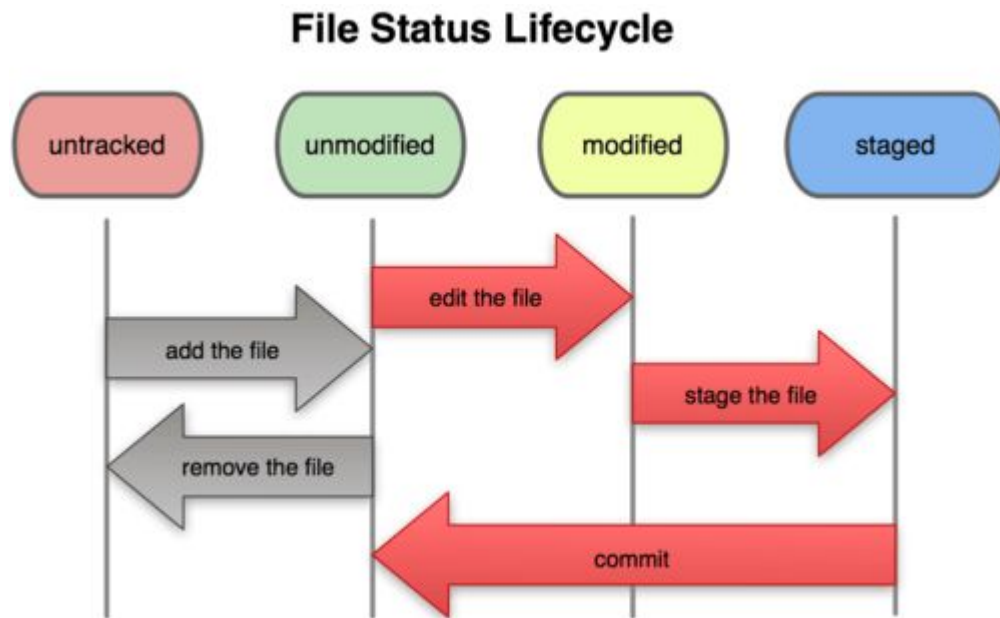 File Status Lifecycle
untracked
unmodified
modified
staged
edit the file
add the file
stage the file
remove the file
commit